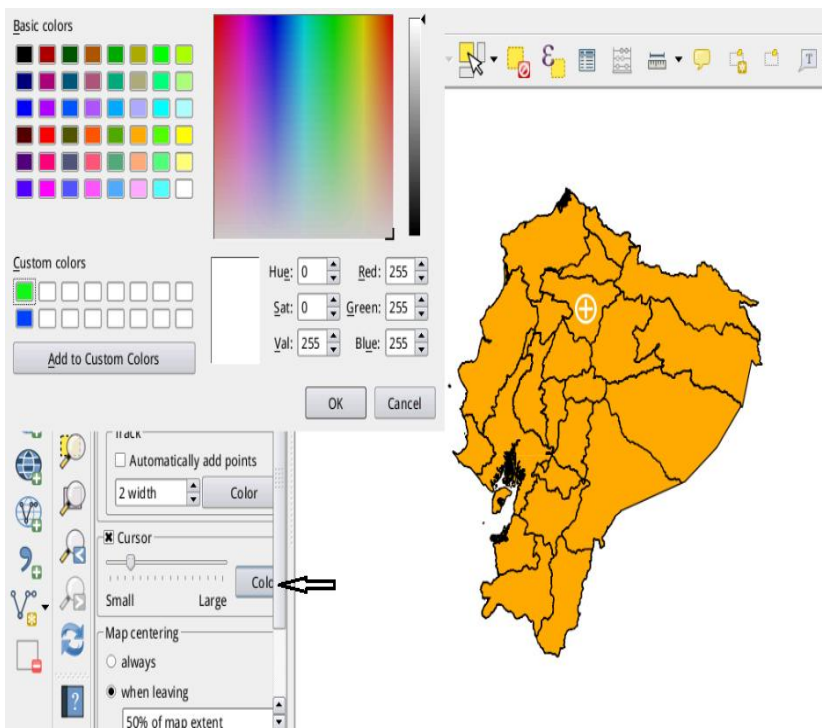 Basic colors
Custom colors
Add to Custom Colors
Hue: 0 Red: 255
Sat: 0 Green: 255
Val: 255 Blue: 255
OK Cancel
Track
Automatically add points
2 width Color
Cursor
Small Large
Map centering
always
when leaving
50% of map extent
T
ε
?